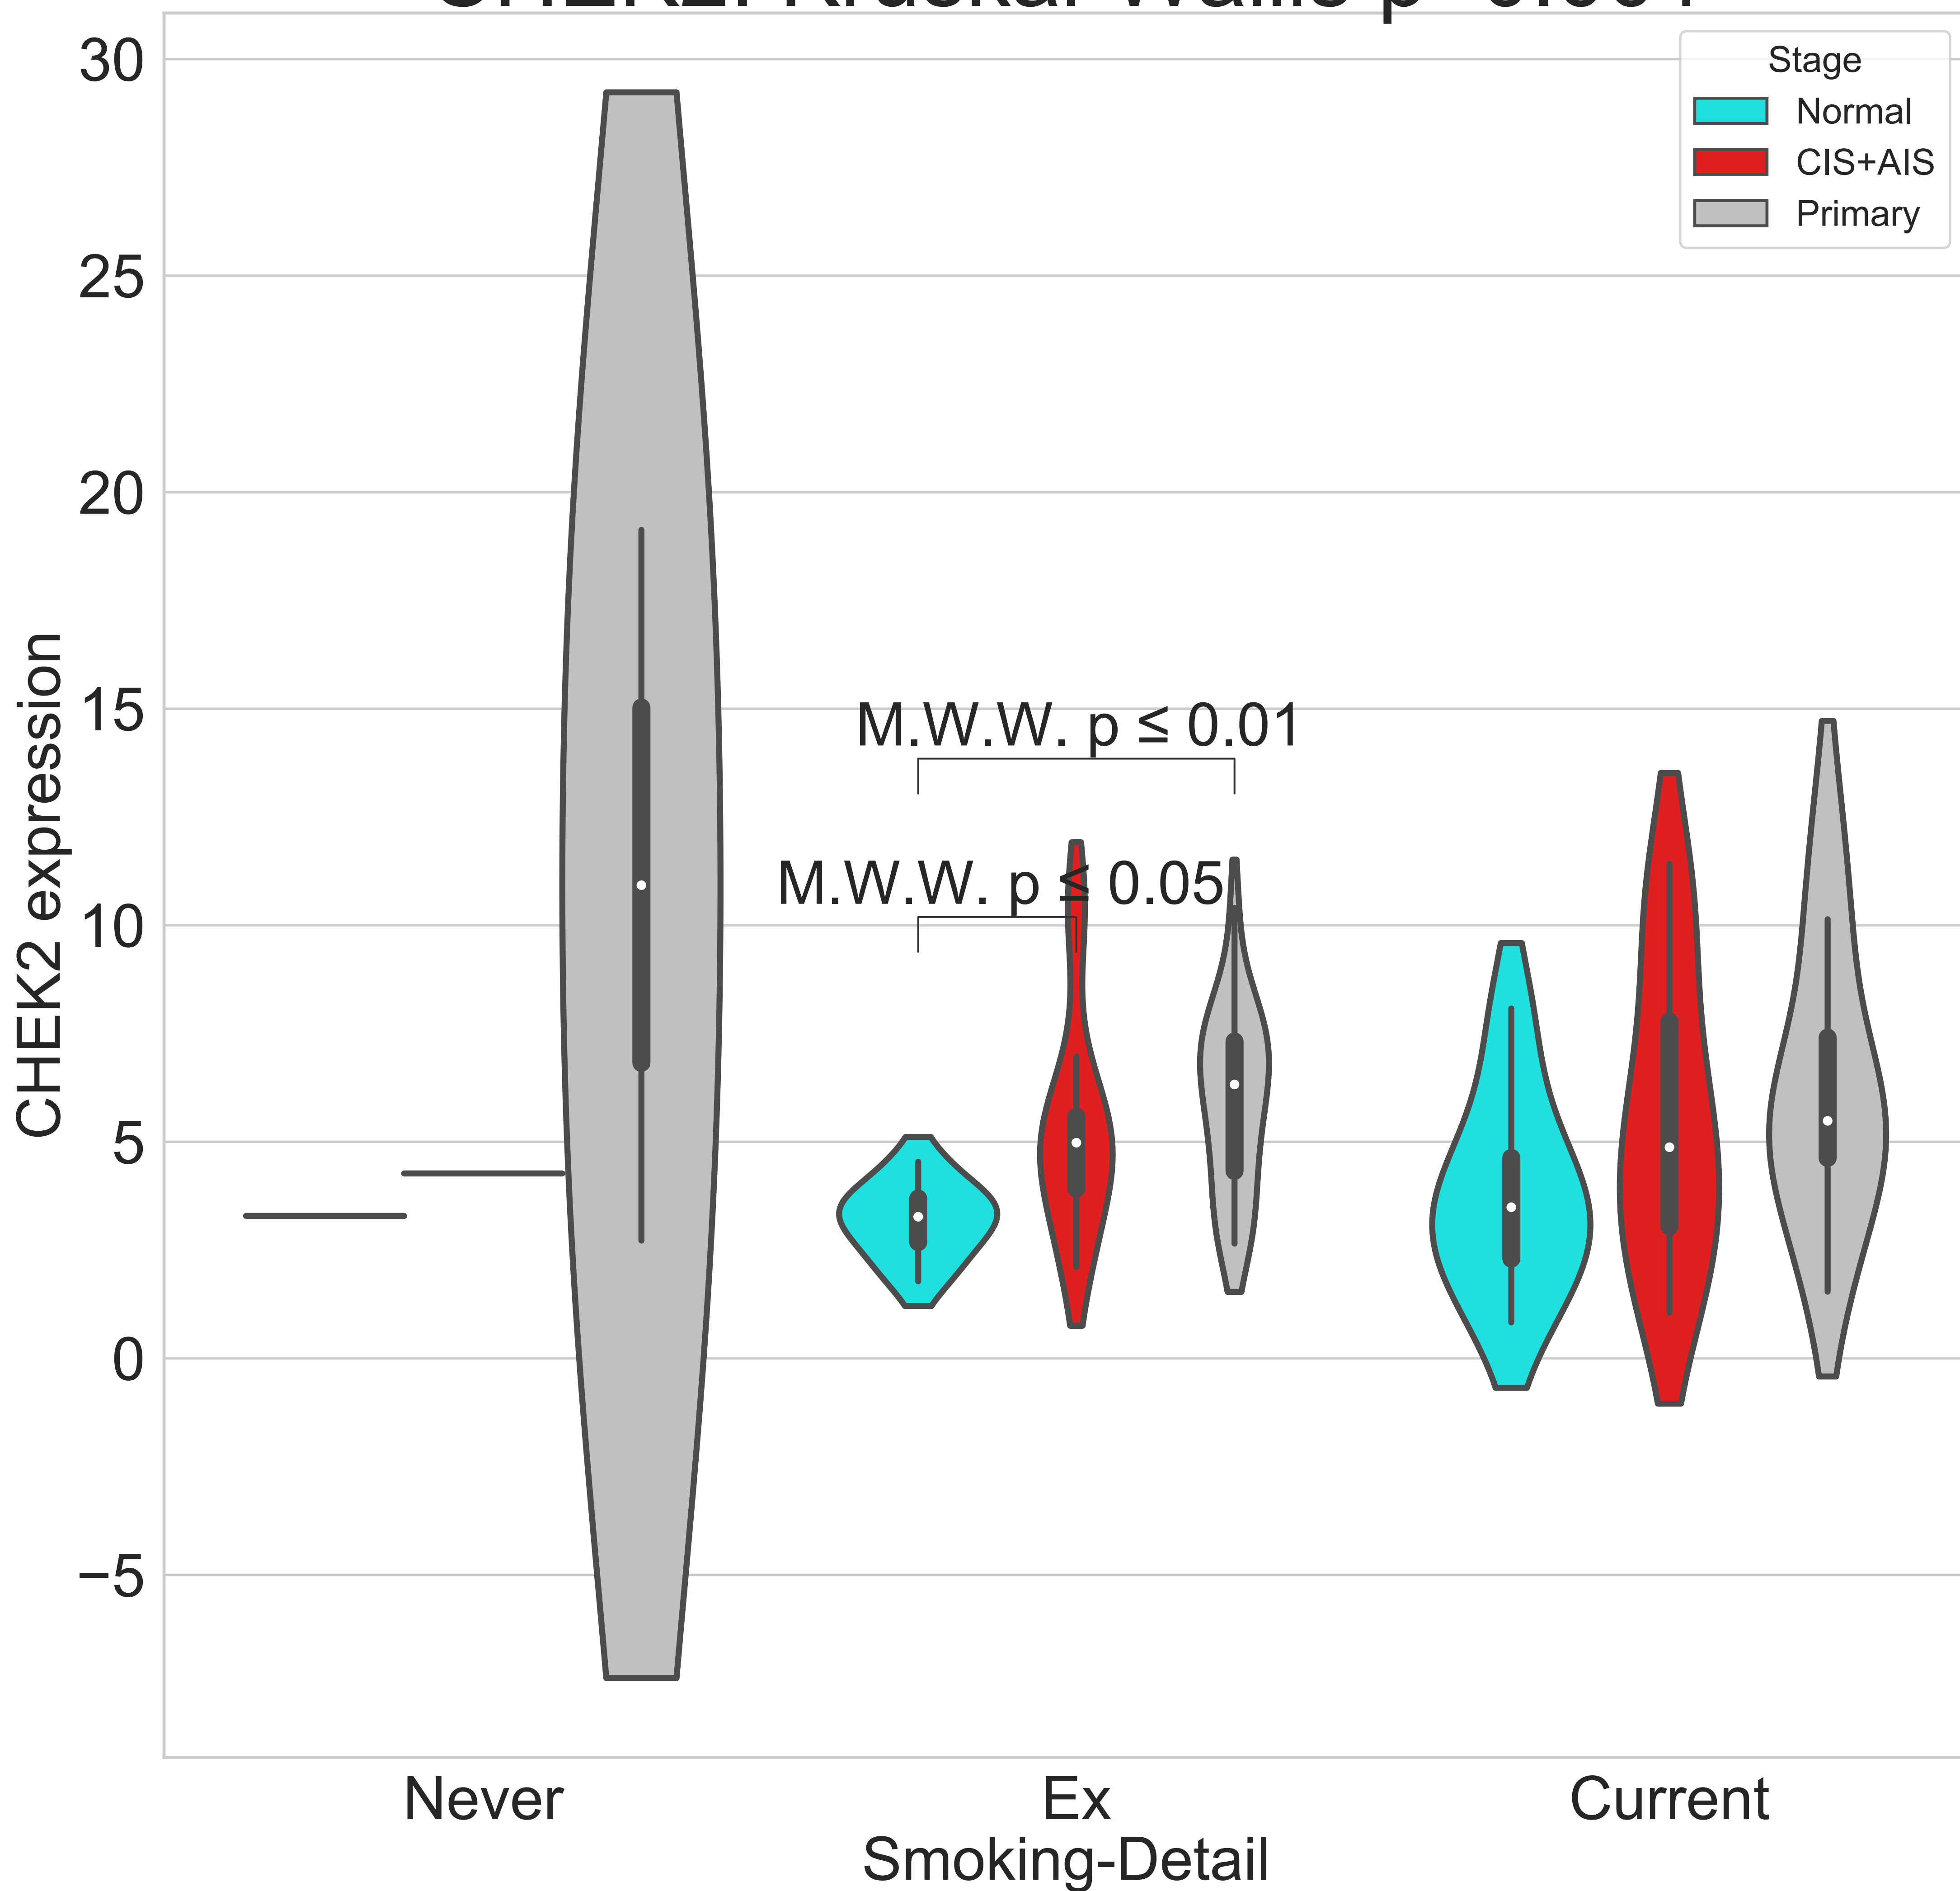 30
25
20
15
10
5
0
−5
CHEK2 expression
Stage
Normal
CIS+AIS
Primary
M.W.W. p ≤ 0.01
M.W.W. p ≤ 0.05
Never
Ex
Current
Smoking-Detail